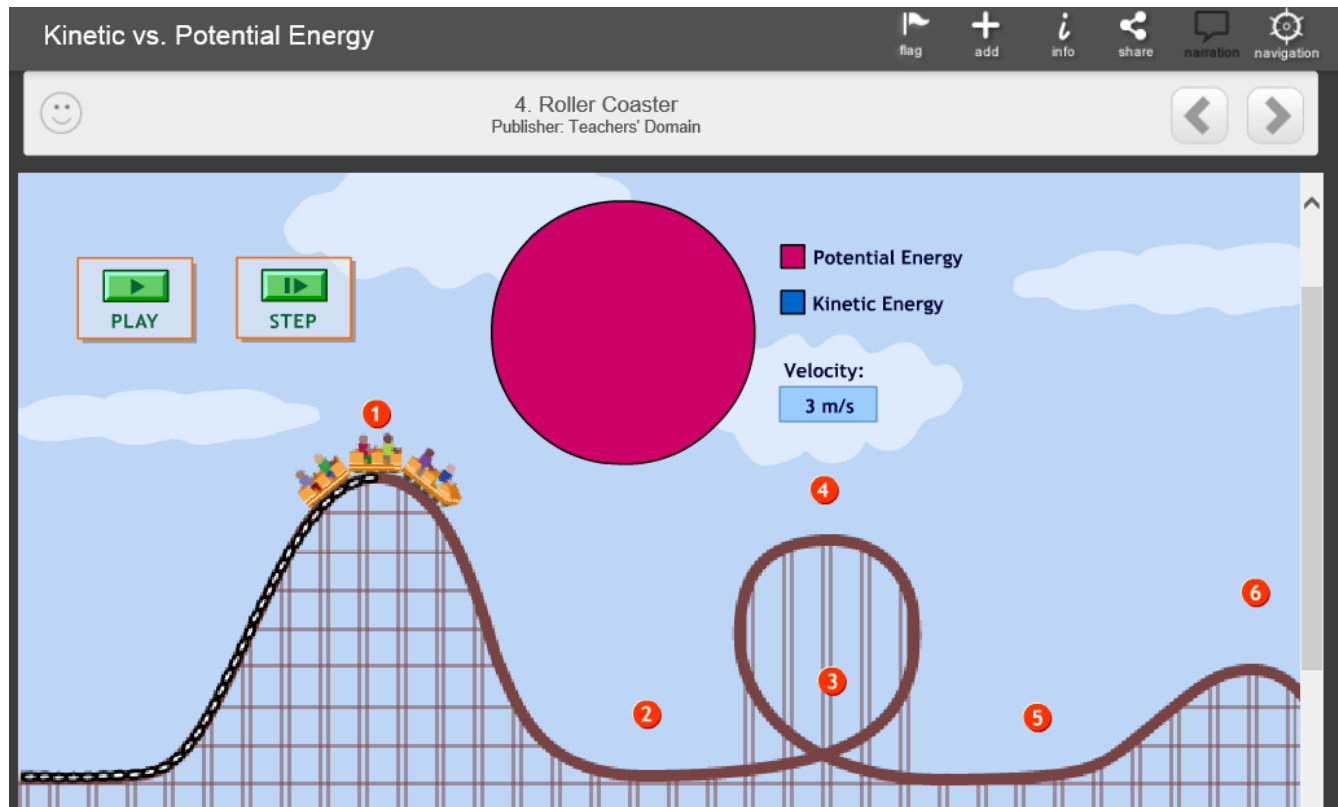 Kinetic vs. Potential Energy
flag
add
info
share
narration
navigation
4. Roller Coaster
Publisher: Teachers' Domain
PLAY
STEP
Potential Energy
Kinetic Energy
Velocity:
3 m/s
1
4
6
3
2
5